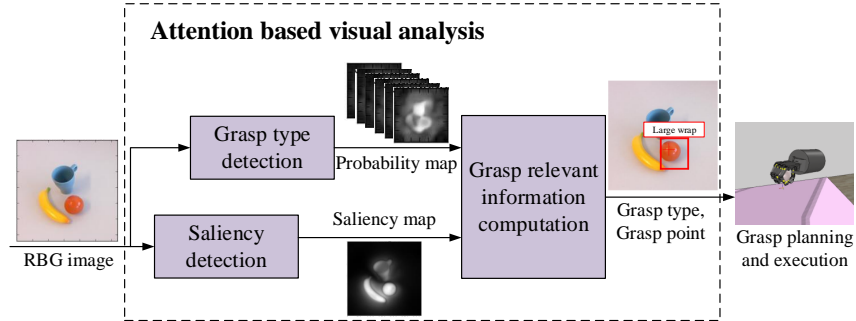 Attention based visual analysis
Grasp type
detection
Probability map
Large wrap
Grasp relevant
information
computation
Saliency map
Saliency
detection
RBG image
Grasp type,
Grasp point
Grasp planning
and execution